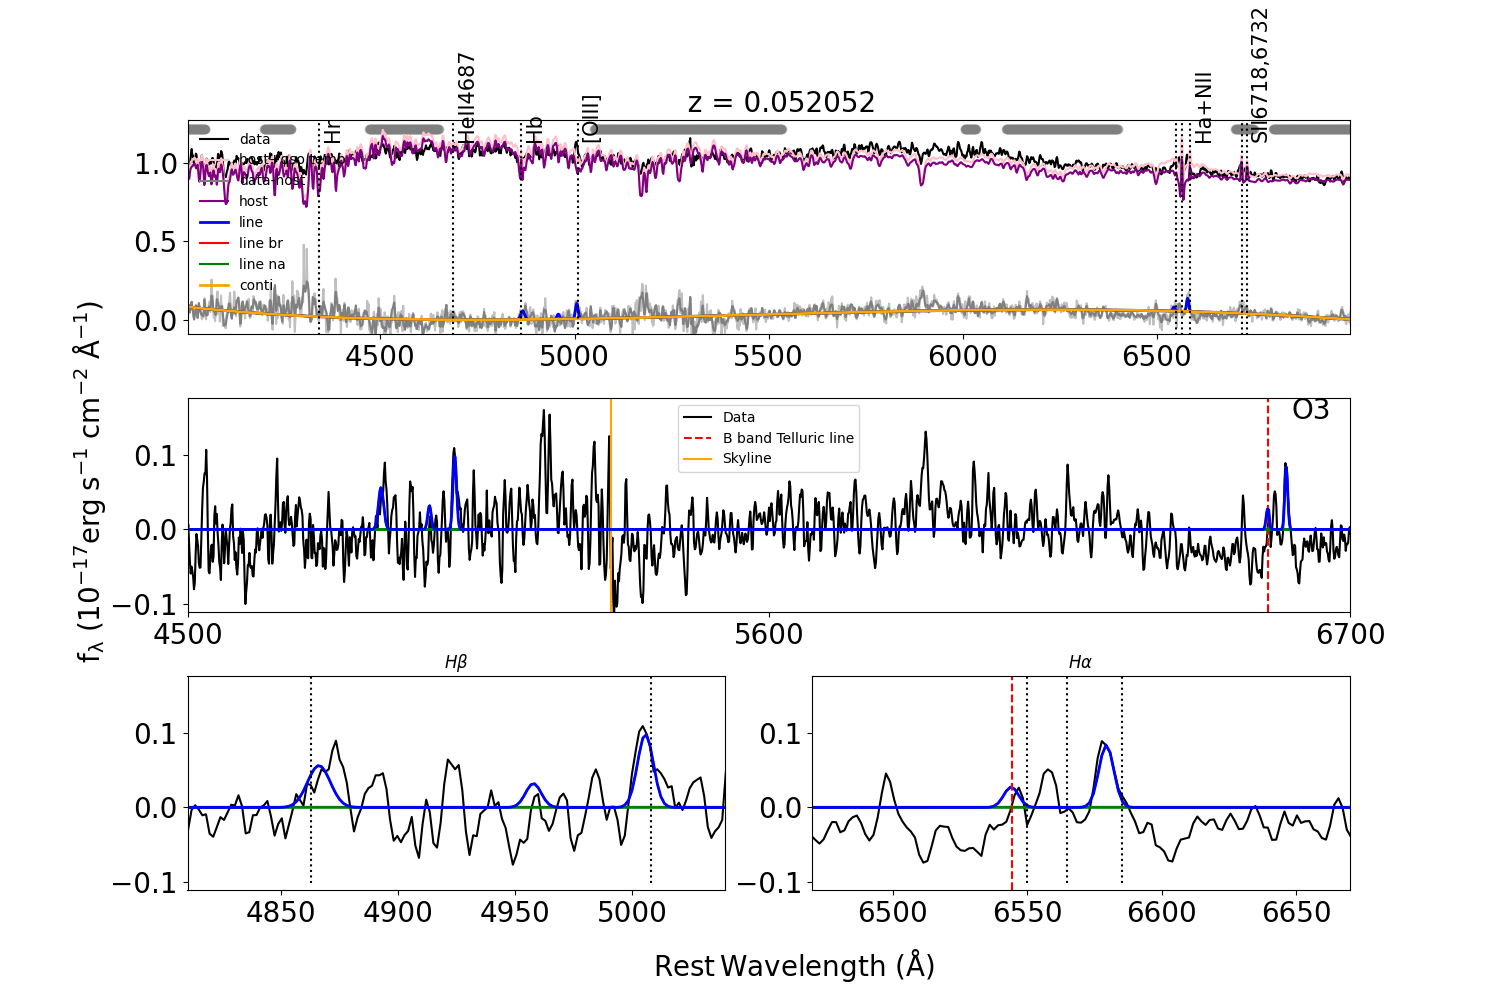 Hr
HeII4687
Hb
[OIII]
Ha+NII
SII6718,6732
z = 0.052052
data
data-host
host
line
line br
line na
conti
1.0
0.5
0.0
4500
5000
5500
6000
6500
fλ (10⁻¹⁷erg s⁻¹ cm⁻² Å⁻¹)
O3
Data
B band Telluric line
Skyline
0.1
0.0
−0.1
4500
5600
6700
Hβ
0.1
0.0
−0.1
4850
4900
4950
5000
Hα
0.1
0.0
−0.1
6500
6550
6600
6650
Rest Wavelength (Å)